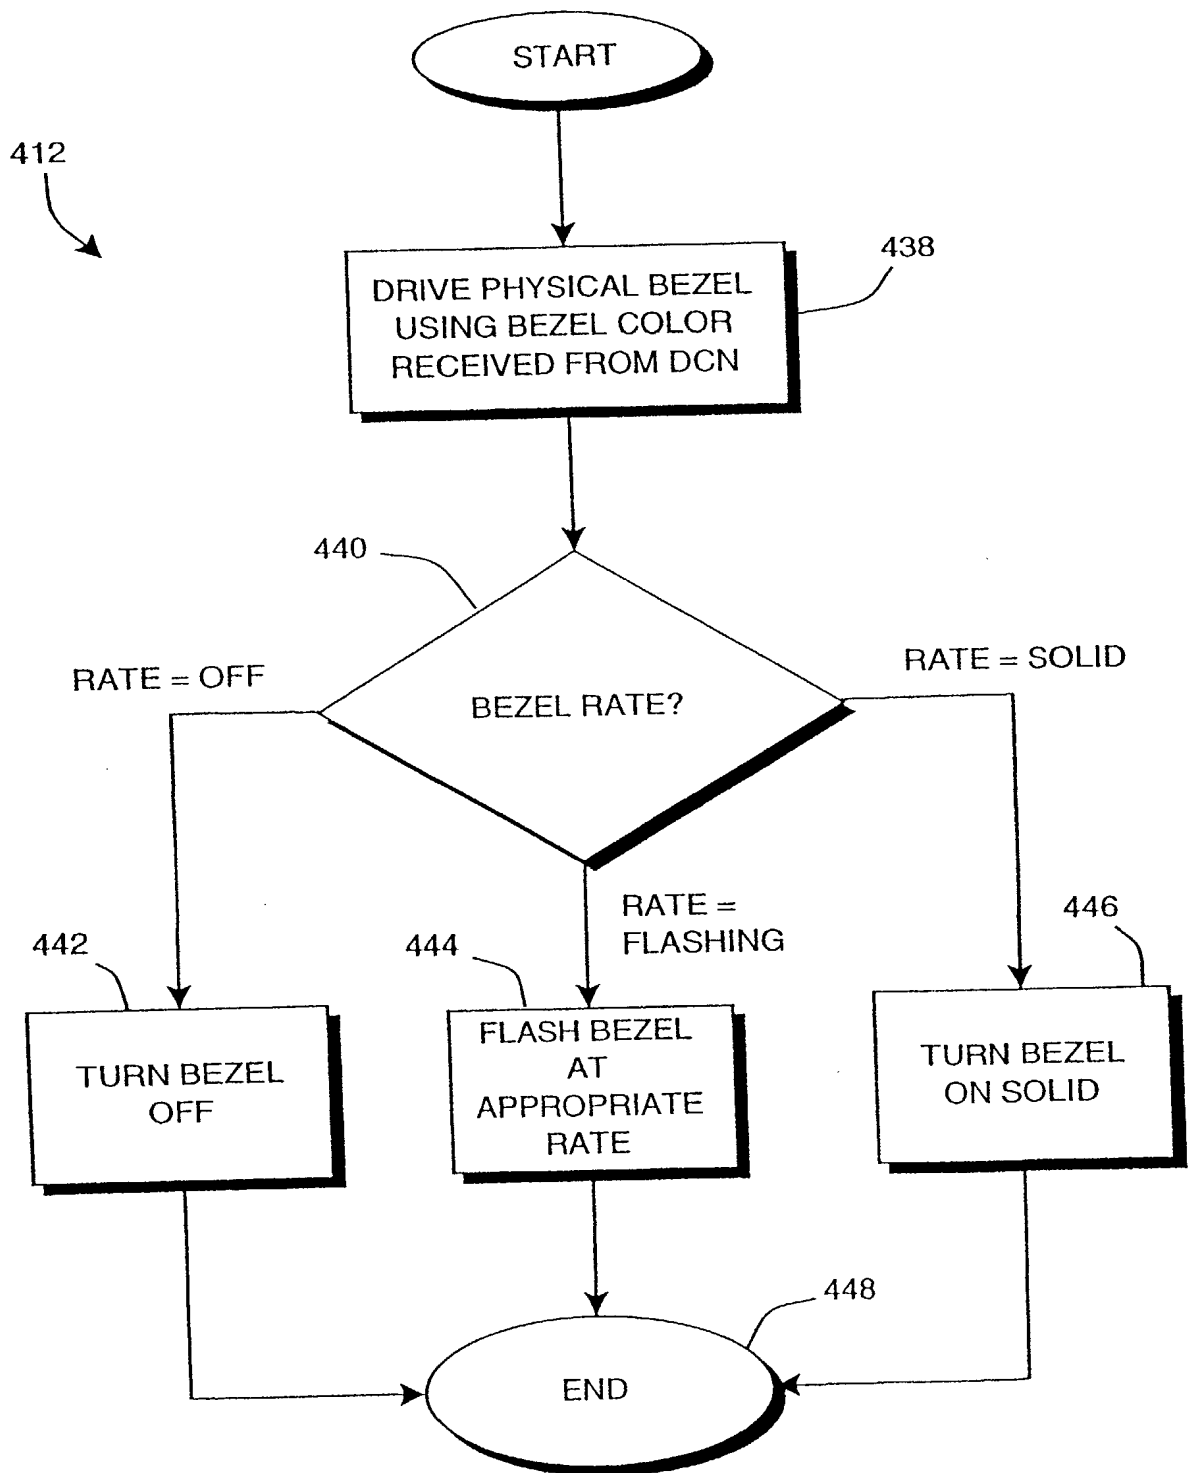 START
412
438
DRIVE PHYSICAL BEZEL
USING BEZEL COLOR
RECEIVED FROM DCN
440
RATE = OFF
BEZEL RATE?
RATE = SOLID
RATE =
FLASHING
442
444
446
TURN BEZEL
OFF
FLASH BEZEL
AT
APPROPRIATE
RATE
TURN BEZEL
ON SOLID
448
END